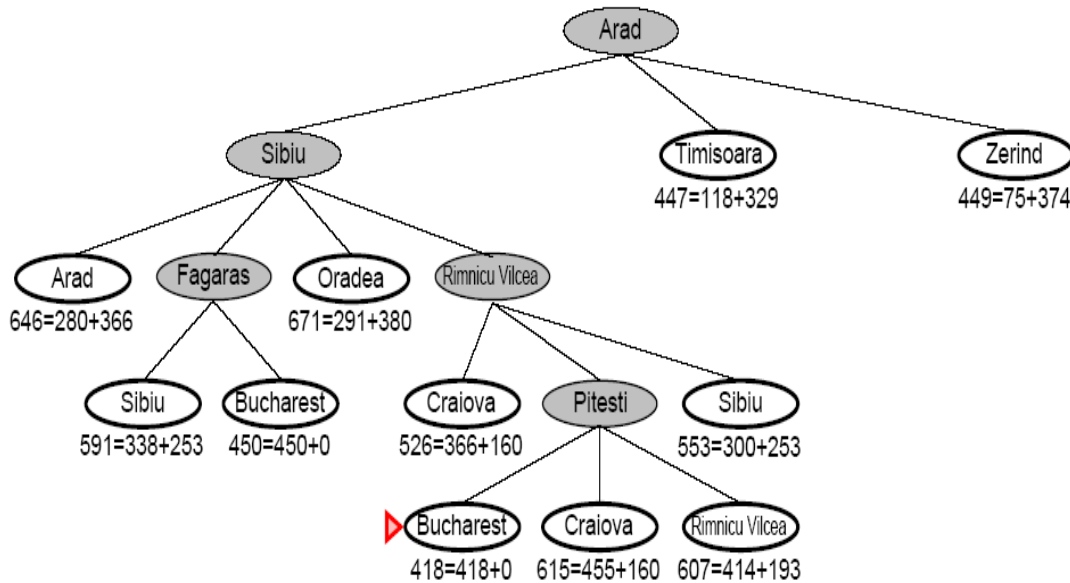 Arad
Sibiu
Timisoara
Zerind
447=118+329
449=75+374
Arad
Fagaras
Oradea
Rimnicu Vilcea
646=280+366
671=291+380
Sibiu
Bucharest
Craiova
Pitesti
Sibiu
591=338+253
450=450+0
526=366+160
553=300+253
Bucharest
Craiova
Rimnicu Vilcea
418=418+0
615=455+160
607=414+193